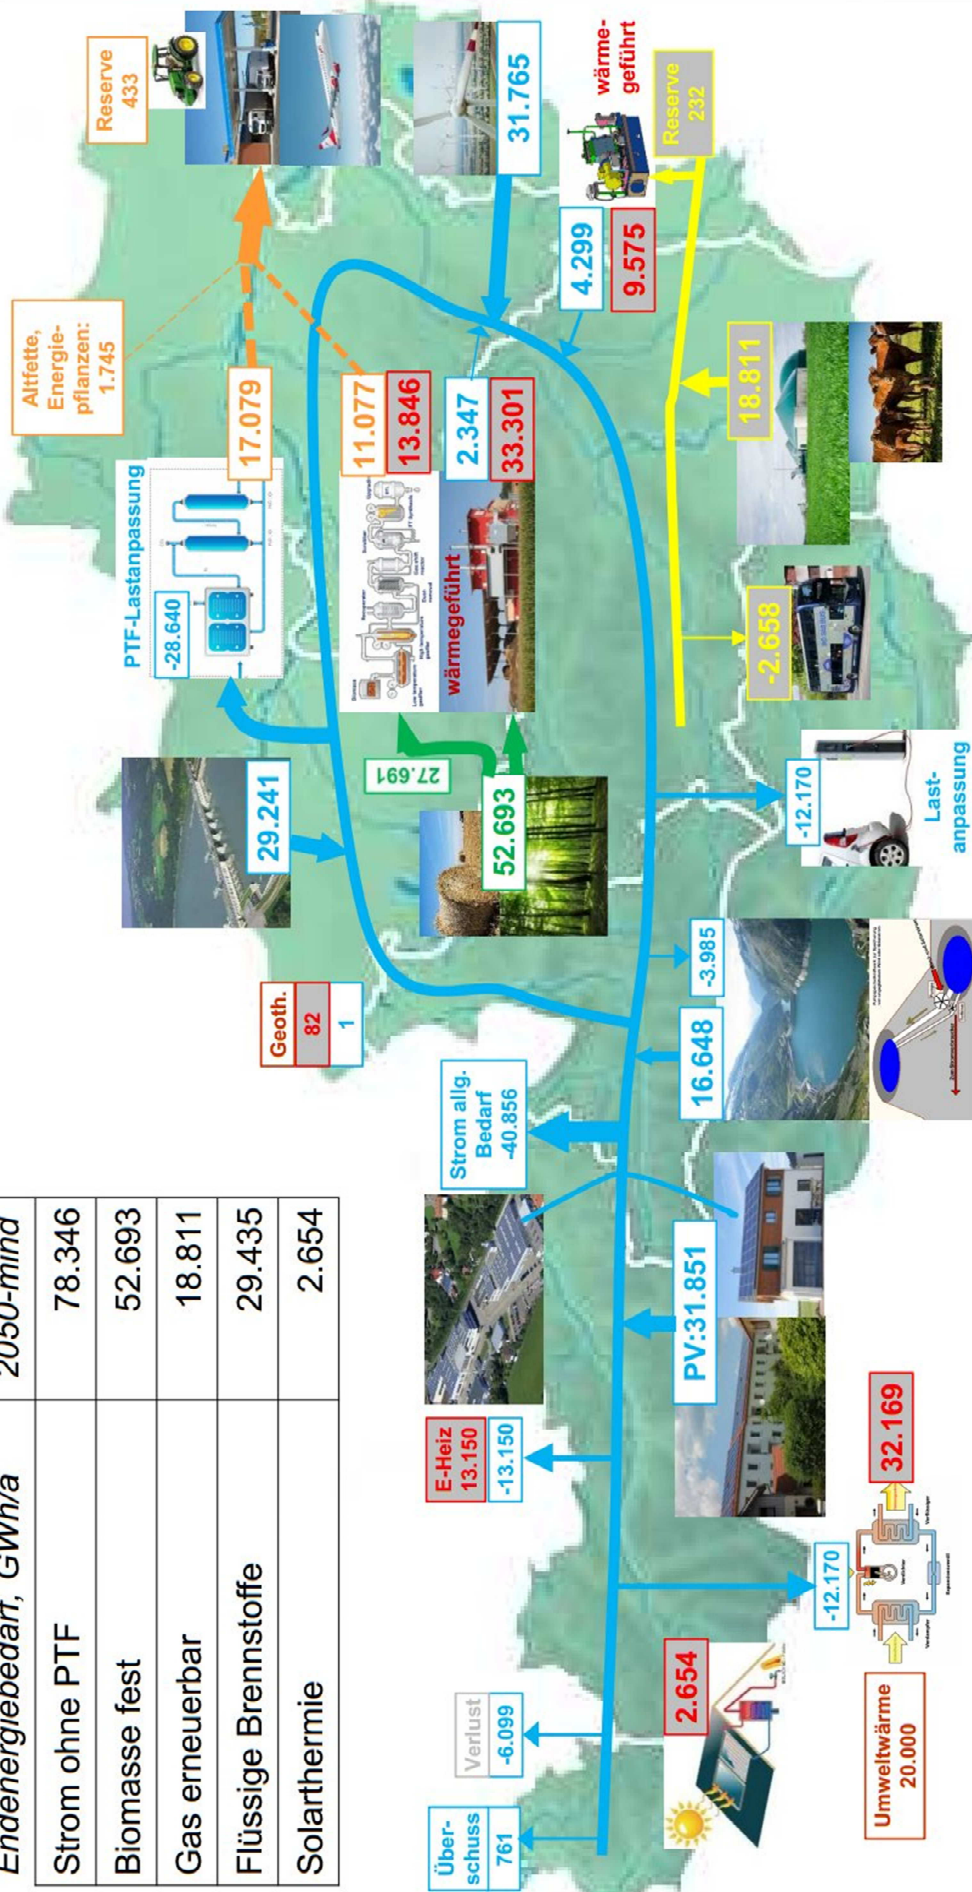 Endenergiebedarf, GWh/a 2050-mind
Strom ohne PTF 78.346
Biomasse fest 52.693
Gas erneuerbar 18.811
Flüssige Brennstoffe 29.435
Solarthermie 2.654
Geoth.
82
1
29.241
PTF-Lastanpassung
-28.640
17.079
Altfette,
Energie-
pflanzen:
1.745
Reserve
433
11.077
13.846
Biomass
2.347
33.301
wärmegeführt
27.691
52.693
31.765
4.299
9.575
wärme-
geführt
Reserve
232
18.811
-2.658
-12.170
Last-
anpassung
-3.985
16.648
Strom allg.
Bedarf
-40.856
PV:31.851
E-Heiz
13.150
-13.150
-12.170
32.169
Umweltwärme
20.000
Verdampfer
Verdichter
Verflüssiger
Expansionsventil
2.654
Verlust
-6.099
Über-
schuss
761